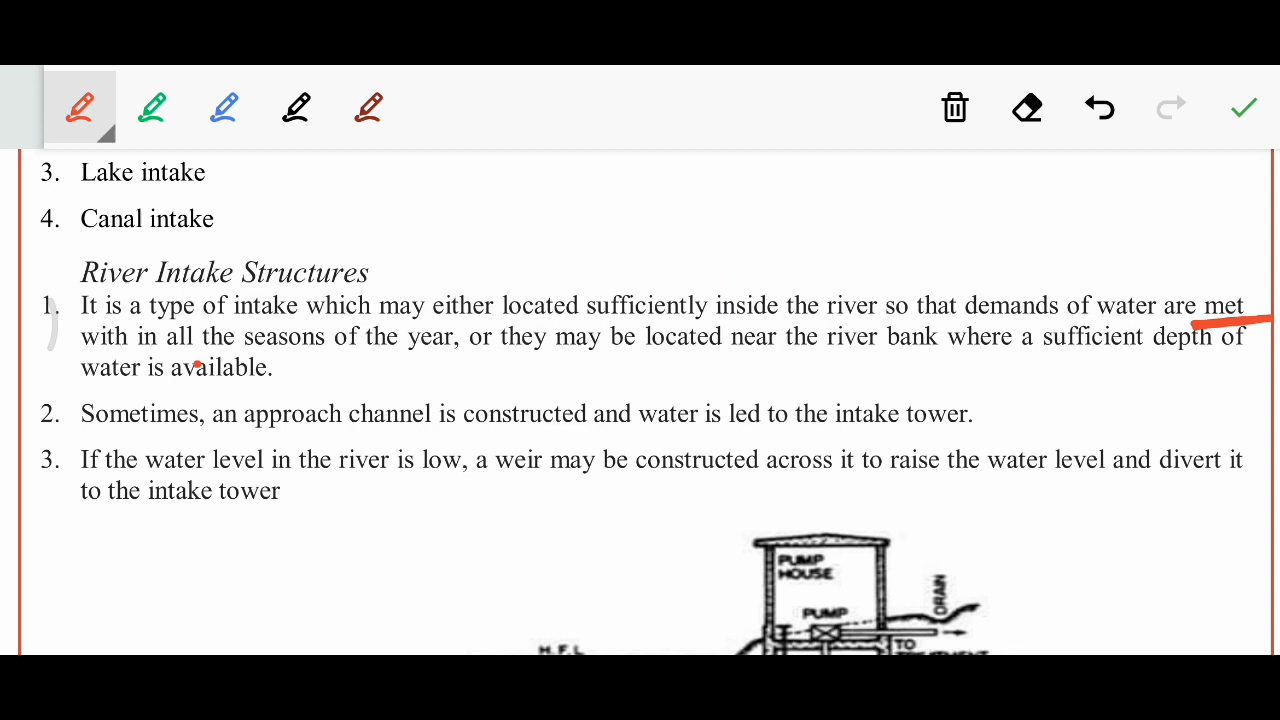 3. Lake intake
4. Canal intake
River Intake Structures
1. It is a type of intake which may either located sufficiently inside the river so that demands of water are met
with in all the seasons of the year, or they may be located near the river bank where a sufficient depth of
water is available.
2. Sometimes, an approach channel is constructed and water is led to the intake tower.
3. If the water level in the river is low, a weir may be constructed across it to raise the water level and divert it
to the intake tower
PUMP
HOUSE
DRAIN
PUMP
H.F.L
TO